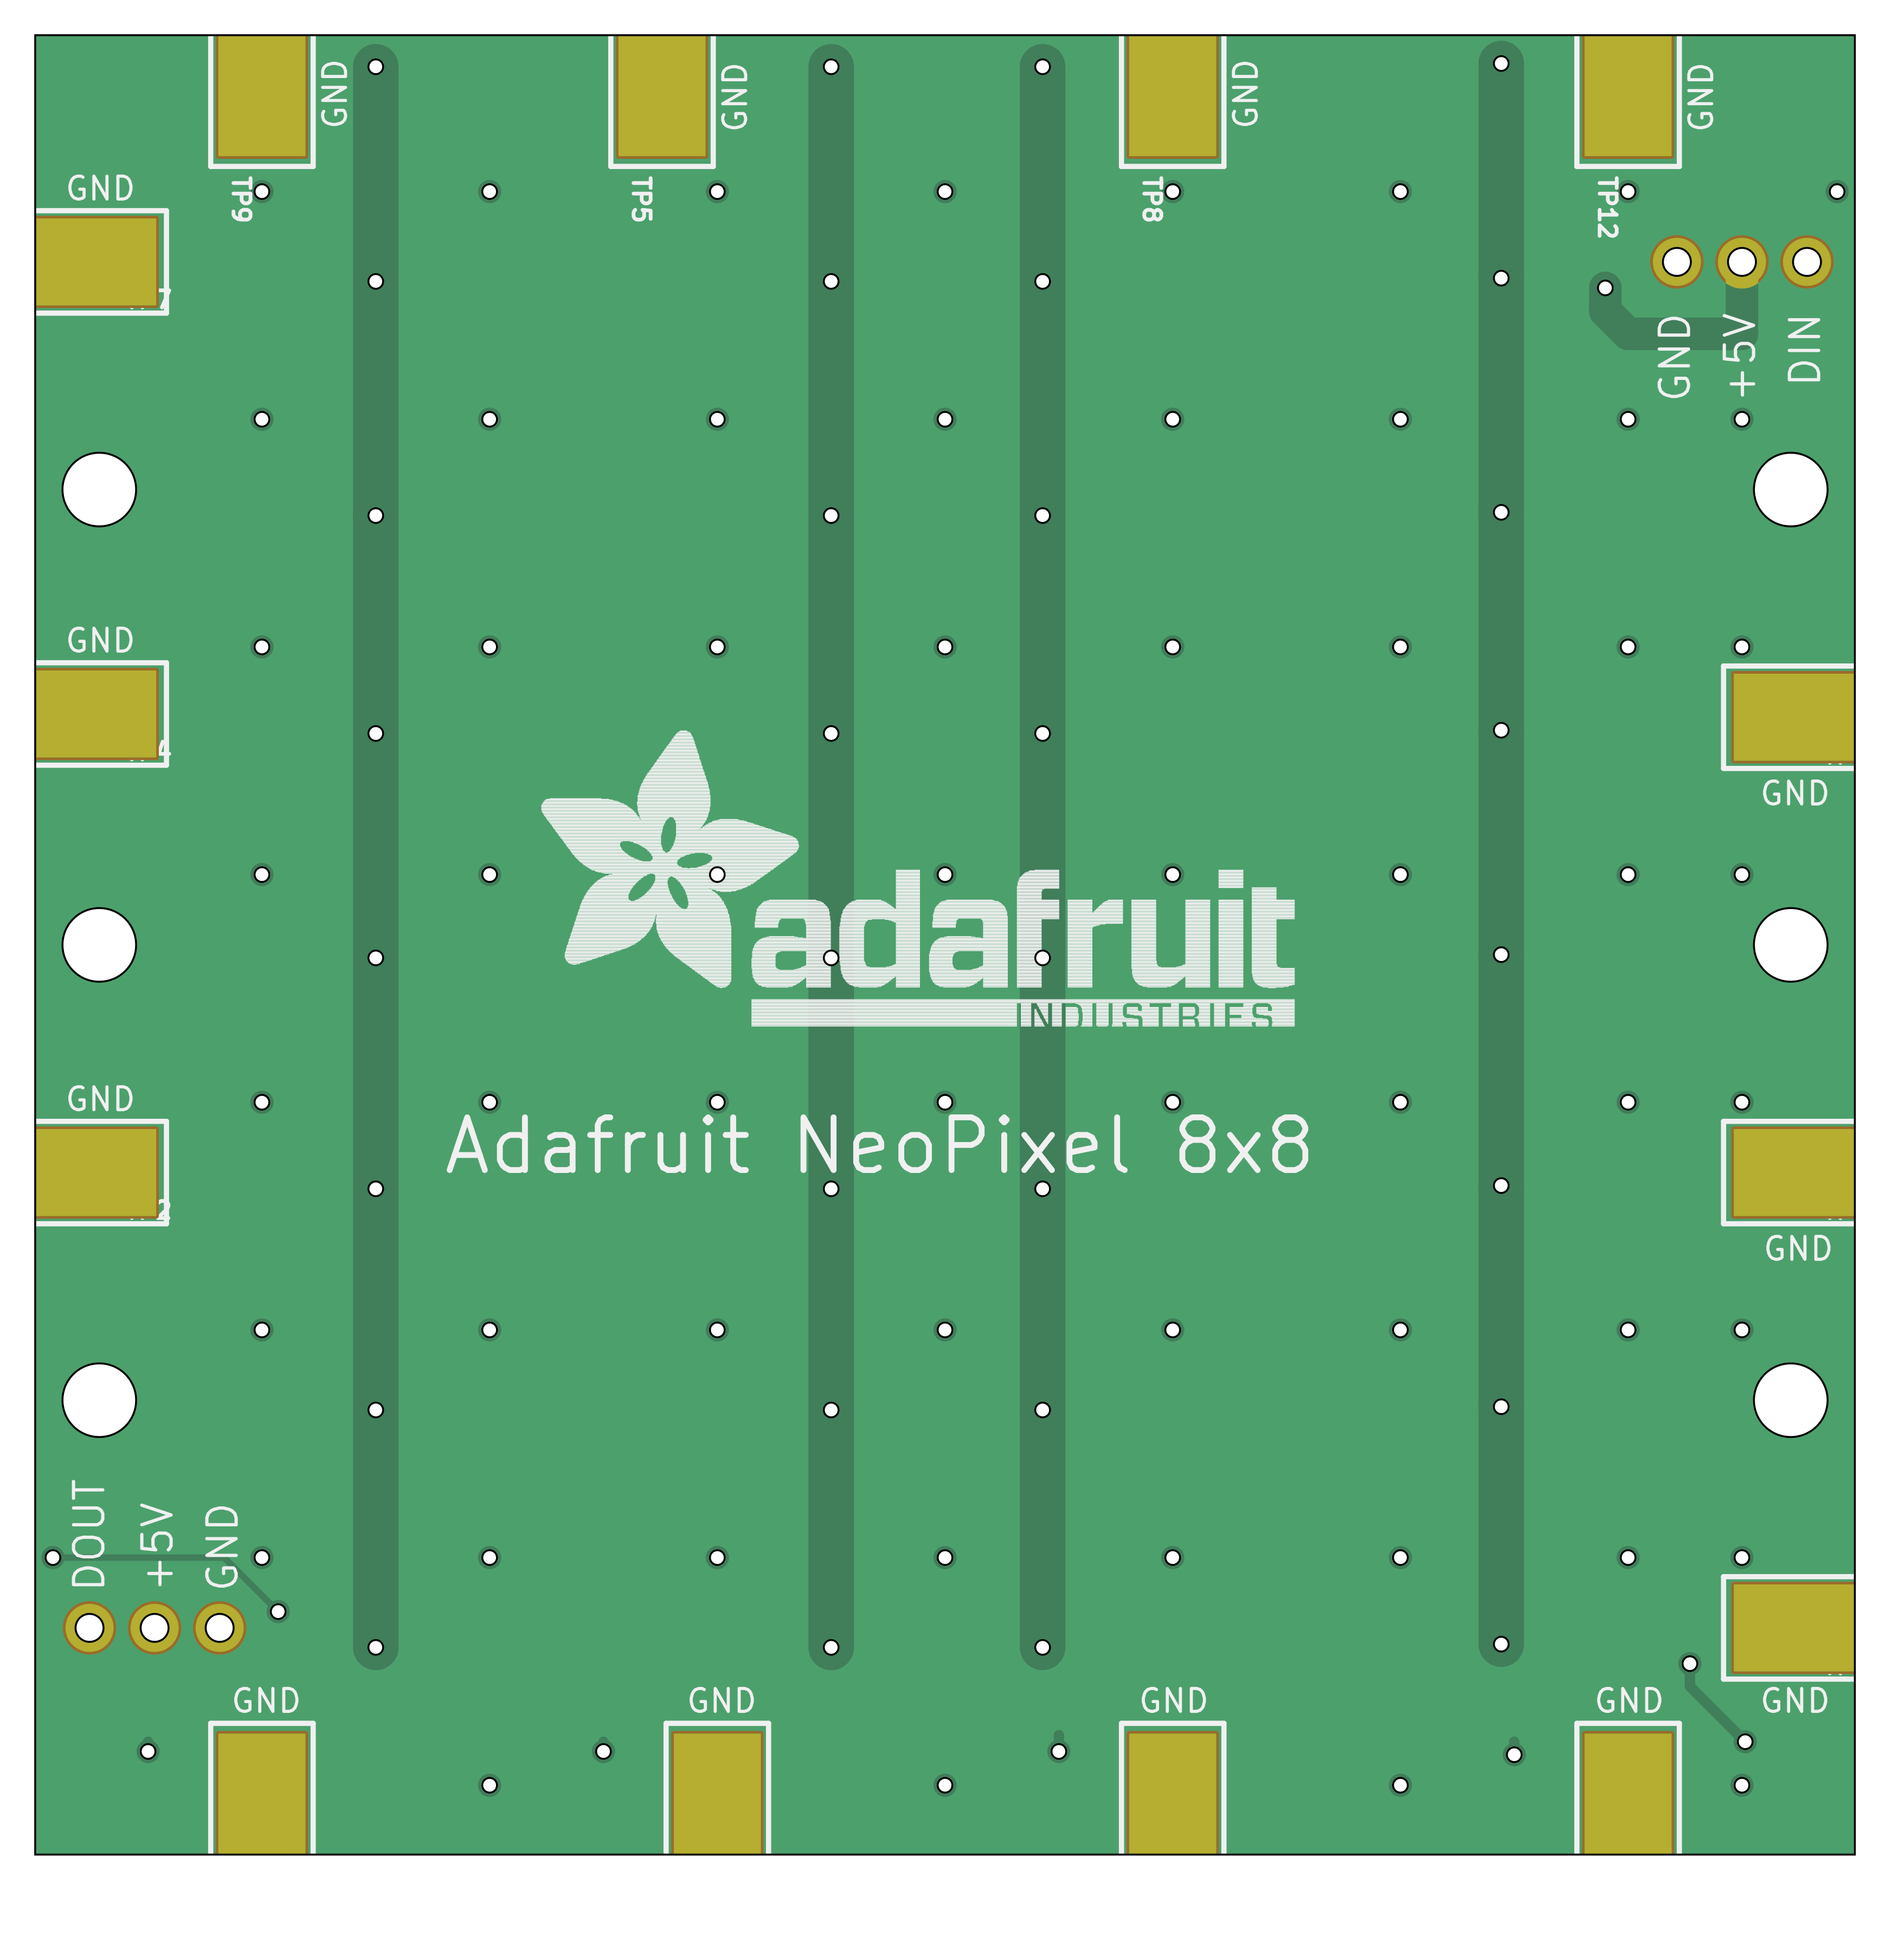 GND
GND
GND
GND
GND
TP9
TP5
TP8
TP12
GND
+5V
DIN
GND
GND
adafruit
INDUSTRIES
GND
Adafruit NeoPixel 8x8
GND
DOUT
+5V
GND
GND
GND
GND
GND
GND